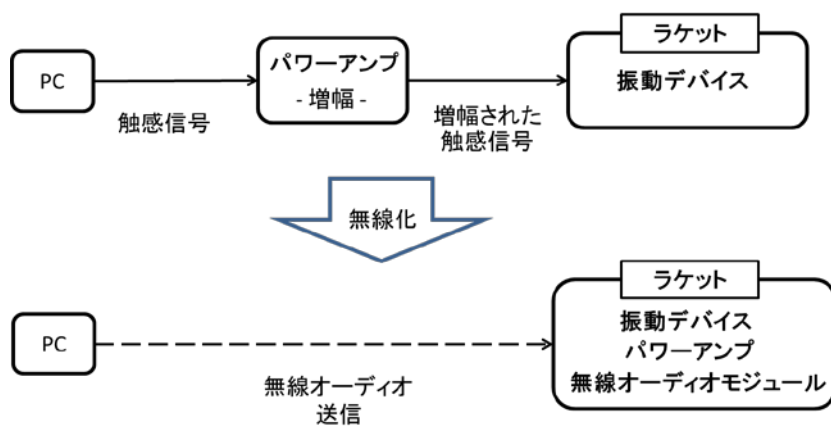 ラケット
PC
パワーアンプ
- 増幅 -
振動デバイス
触感信号
増幅された
触感信号
無線化
ラケット
PC
振動デバイス
パワーアンプ
無線オーディオモジュール
無線オーディオ
送信